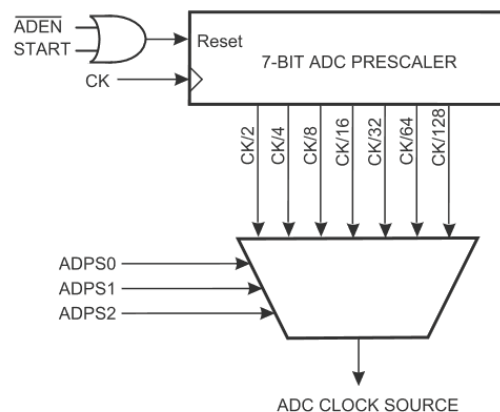 ADEN
START
Reset
7-BIT ADC PRESCALER
CK
CK/2
CK/4
CK/8
CK/16
CK/32
CK/64
CK/128
ADPS0
ADPS1
ADPS2
ADC CLOCK SOURCE